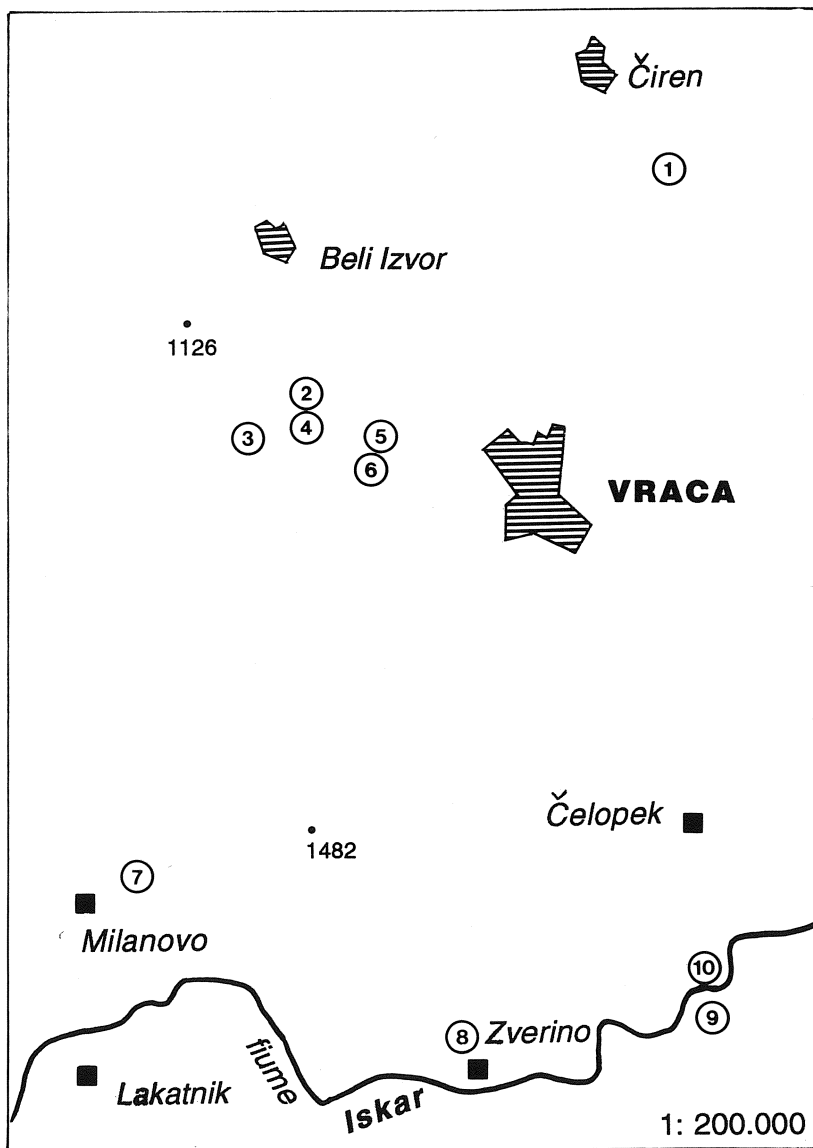 Čiren
1
Beli Izvor
1126
2
3
4
5
6
VRACA
Čelopek
1482
7
Milanovo
10
9
8
Zverino
Lakatnik
fiume
Iskar
1: 200.000